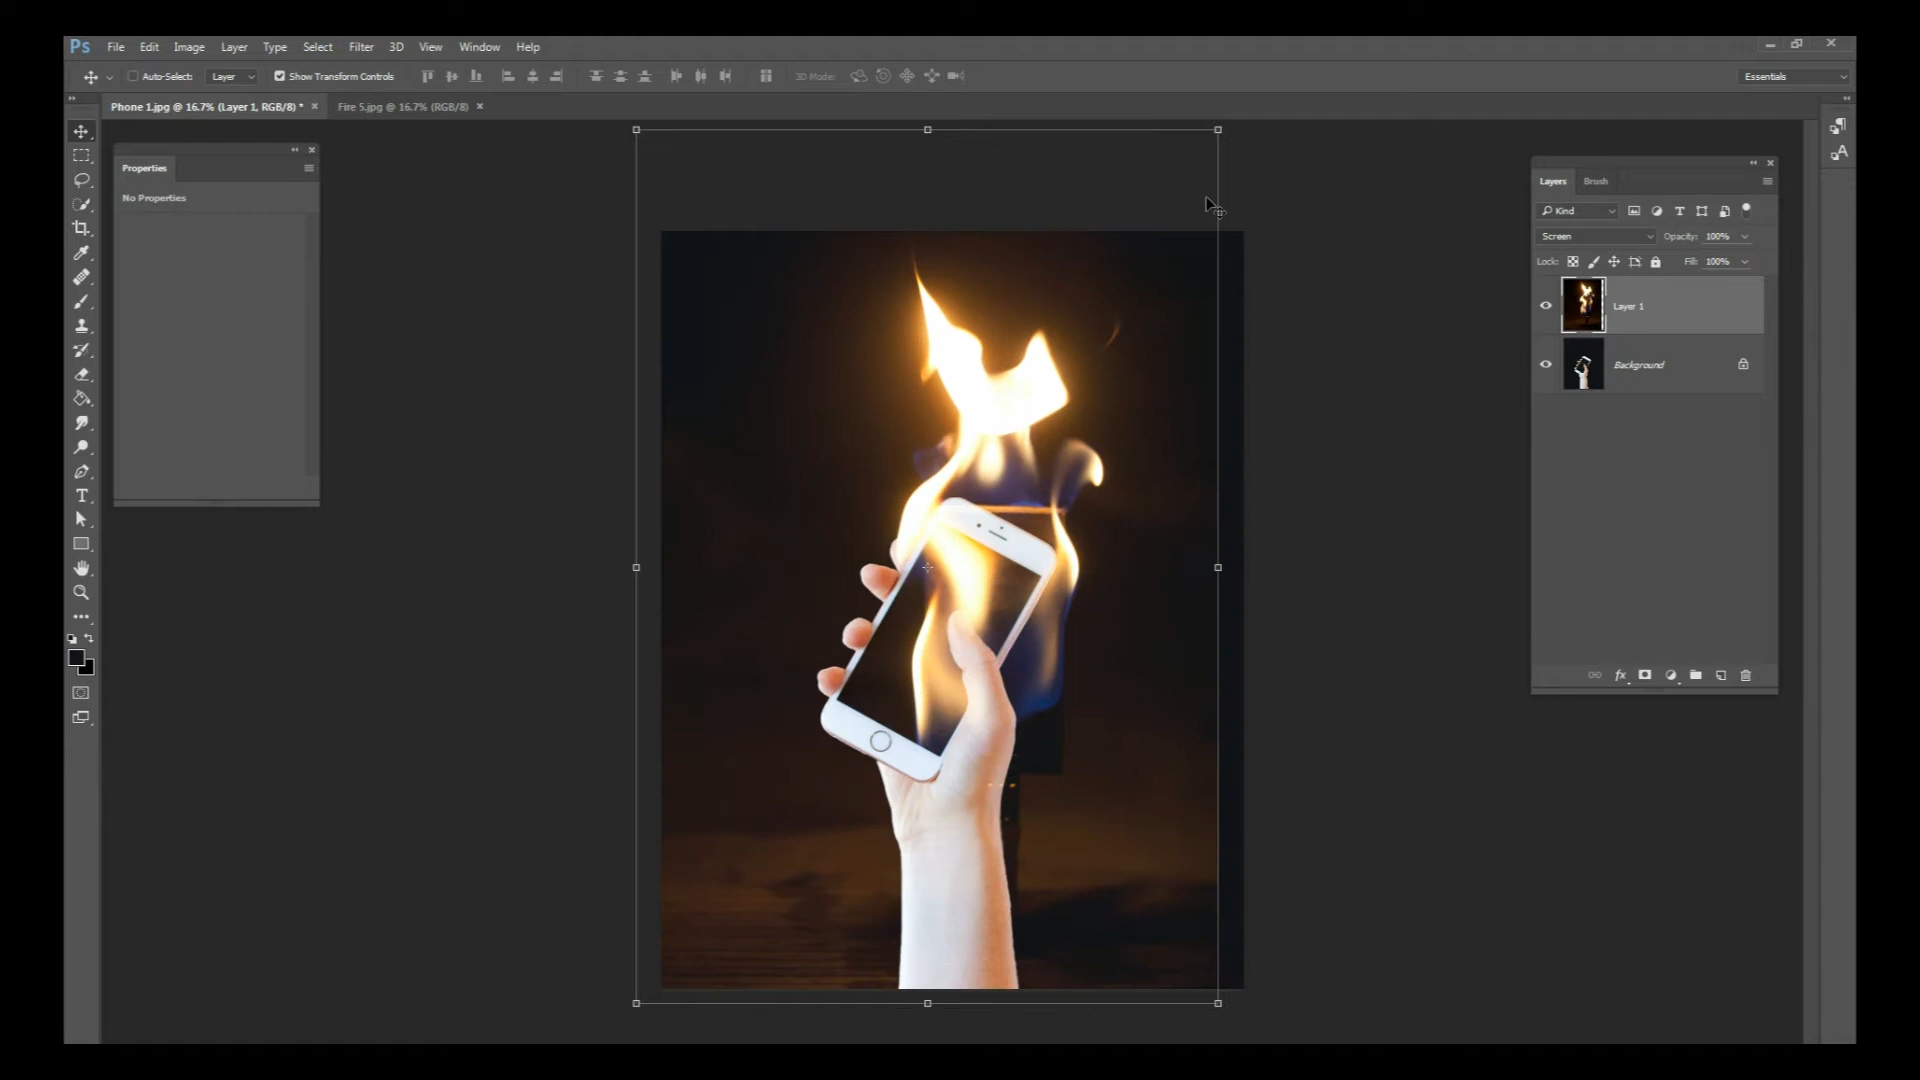 Ps File Edit Image Layer Type Select Filter 3D View Window Help
Auto-Select: Layer Show Transform Controls 3D Mode: Essentials
Phone 1.jpg @ 16.7% (Layer 1, RGB/8) * Fire 5.jpg @ 16.7% (RGB/8)
Properties
No Properties
Layers Brush
Kind
Screen Opacity: 100%
Lock: Fill: 100%
Layer 1
Background